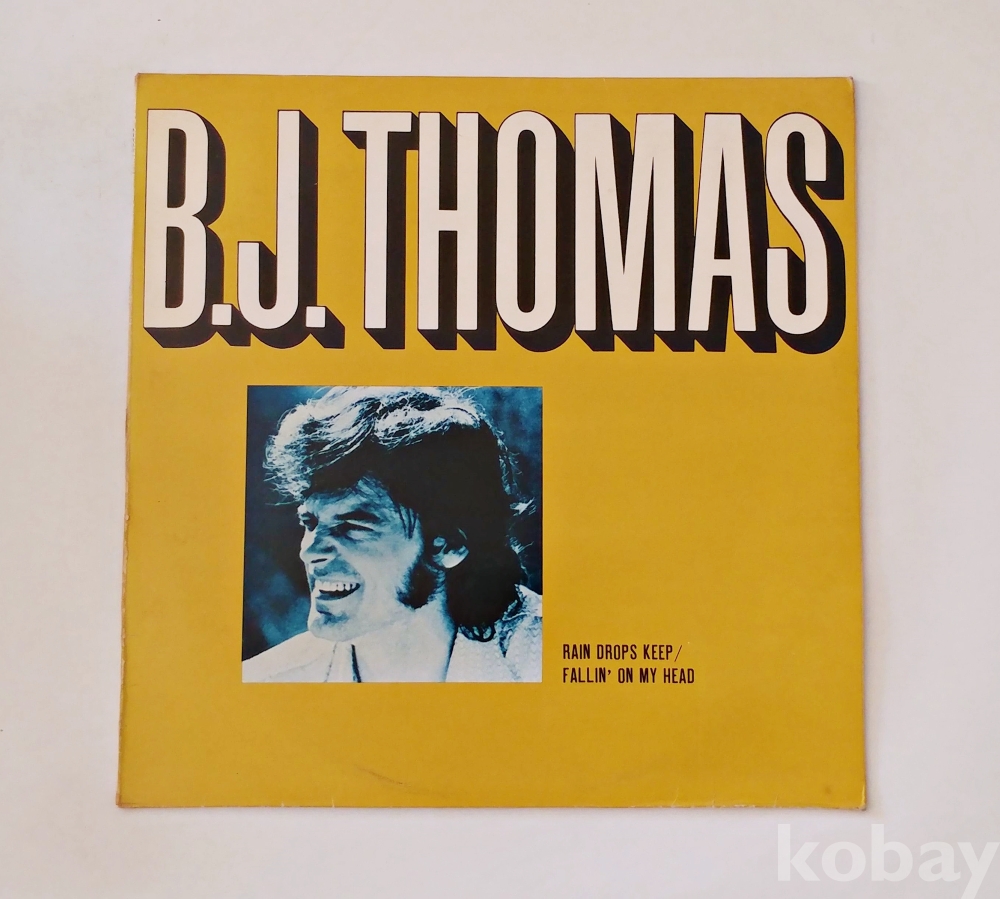 B.J. THOMAS
RAIN DROPS KEEP/
FALLIN' ON MY HEAD
kobay